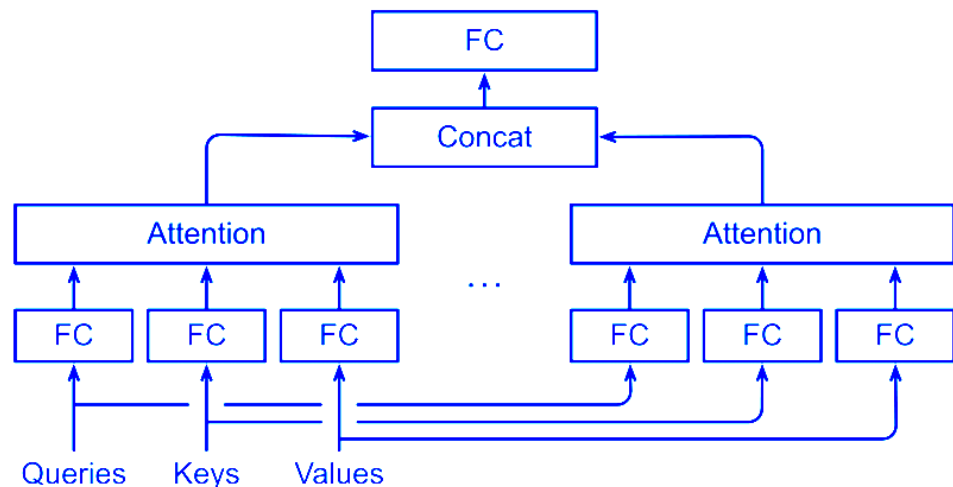 FC
Concat
Attention
Attention
...
FC
FC
FC
FC
FC
FC
Queries
Keys
Values